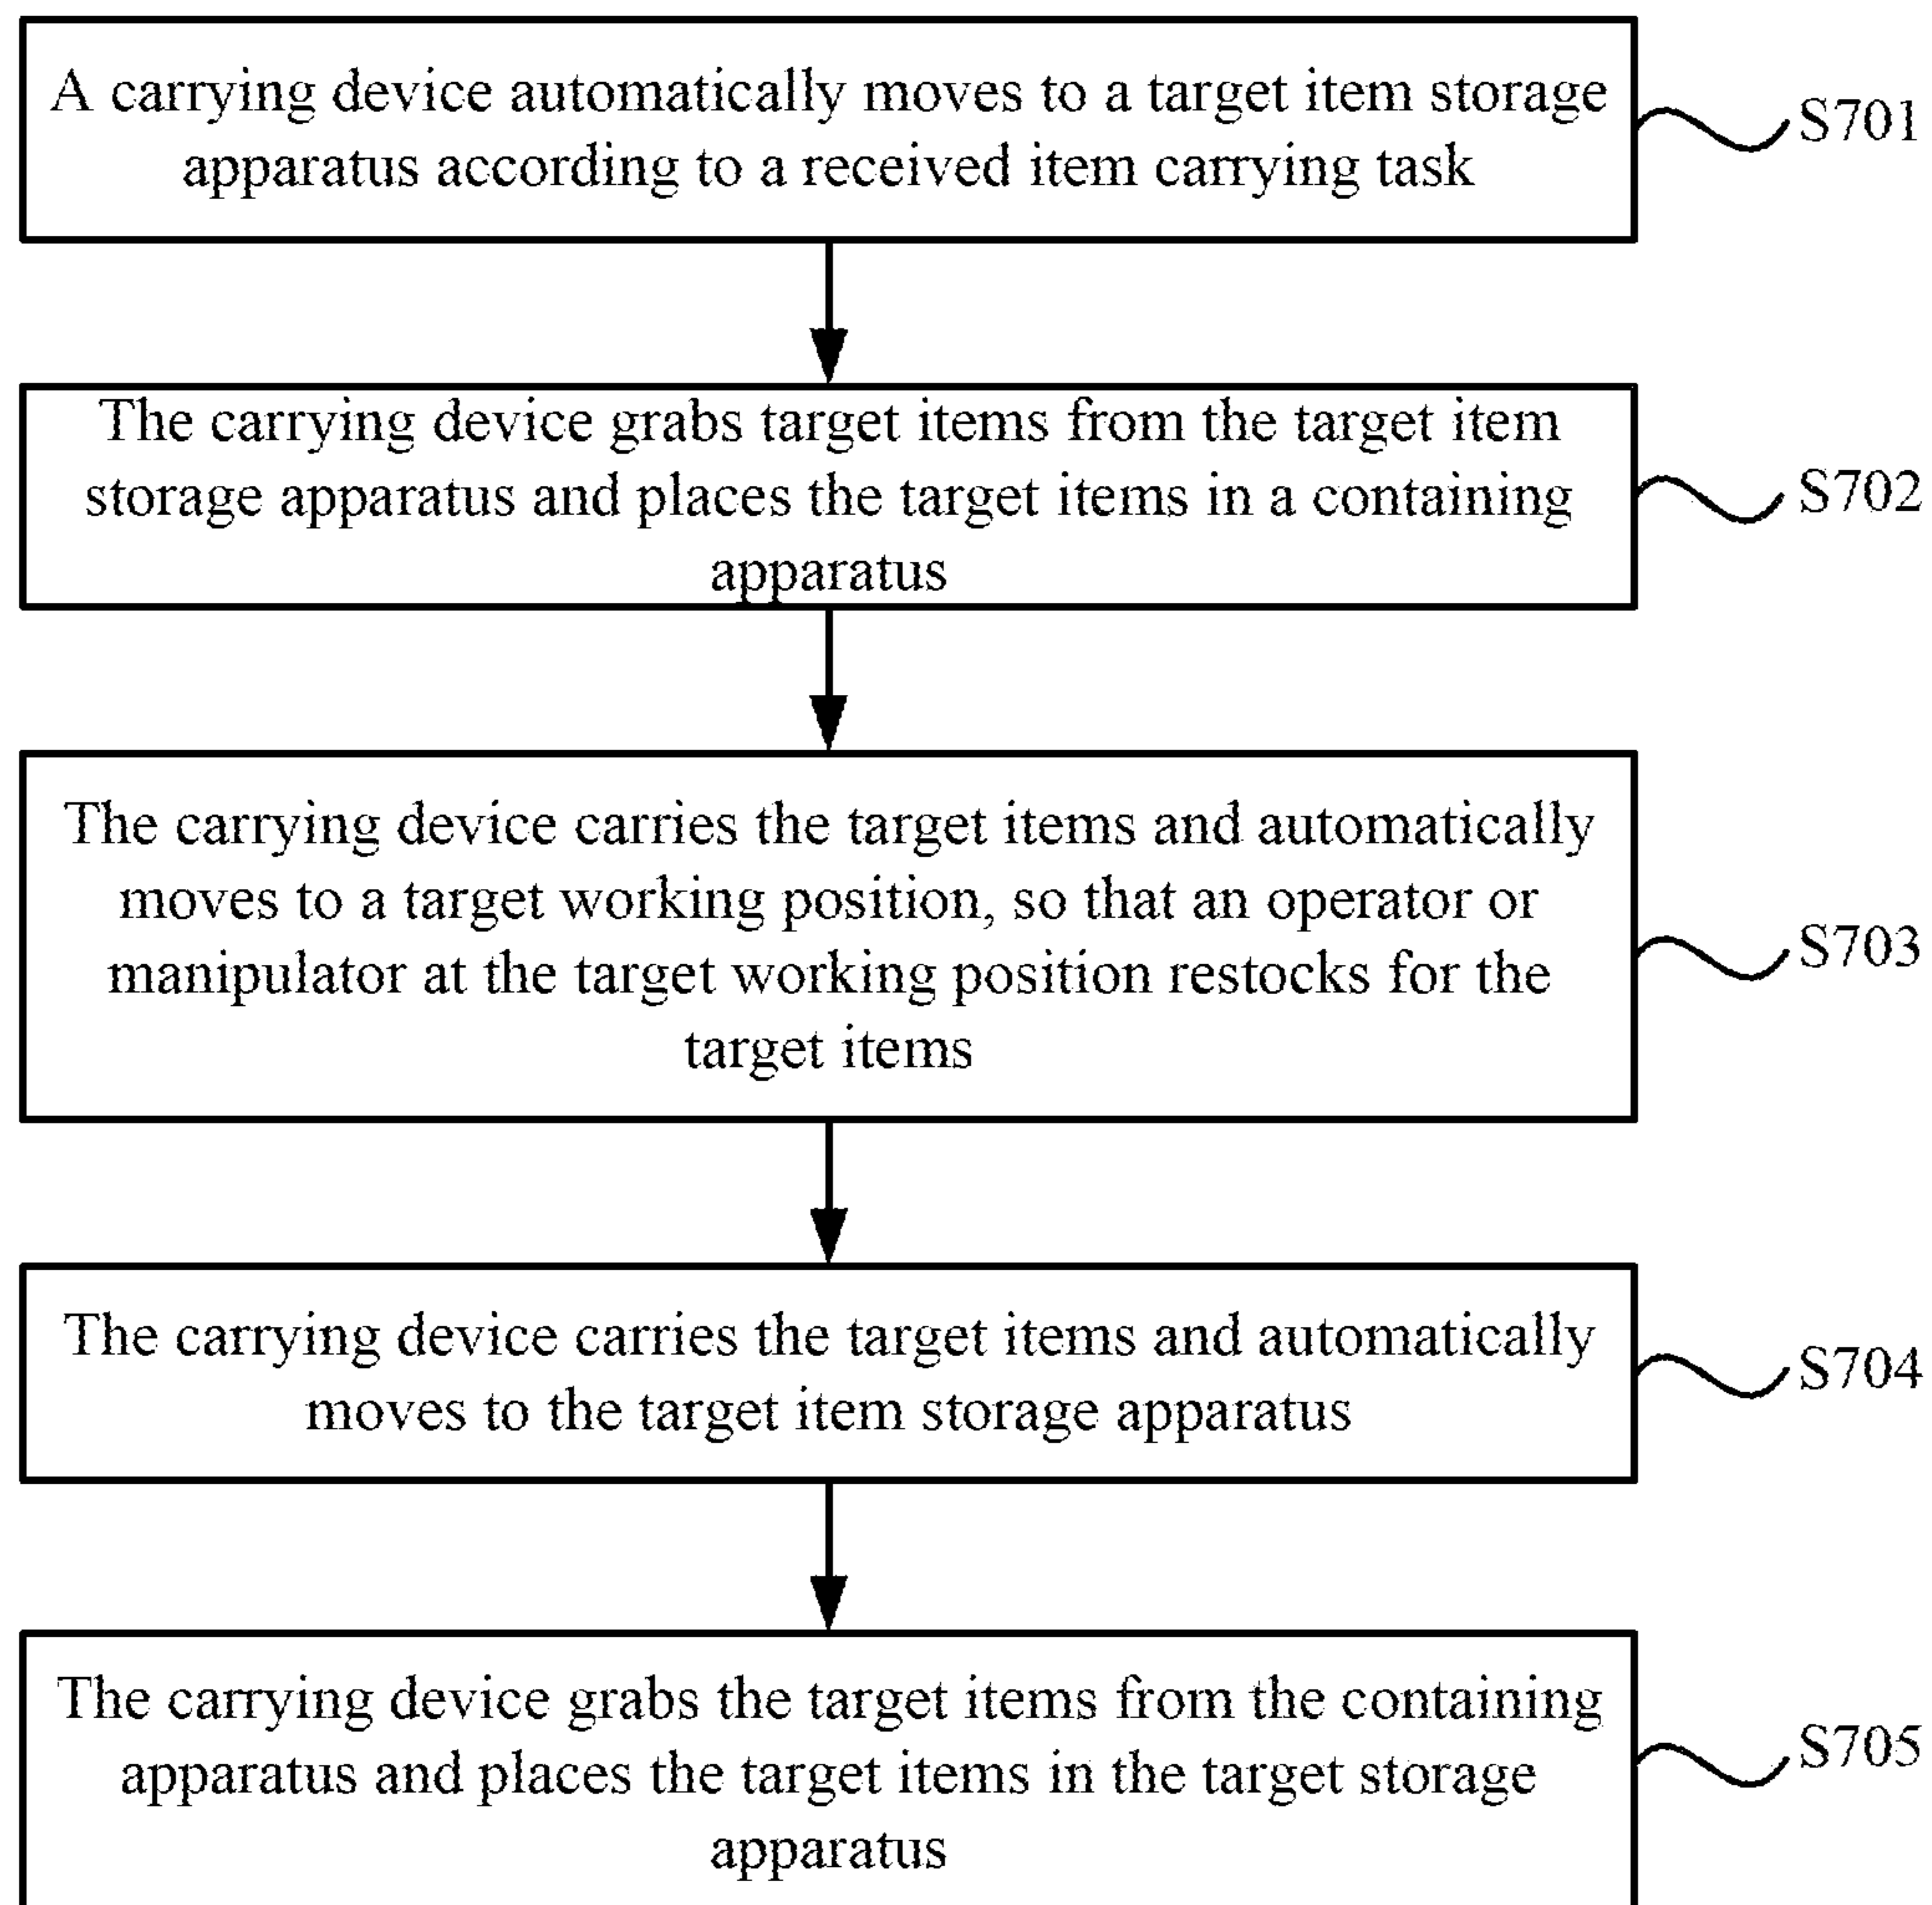 A carrying device automatically moves to a target item storage
apparatus according to a received item carrying task
S701
The carrying device grabs target items from the target item
storage apparatus and places the target items in a containing
apparatus
S702
The carrying device carries the target items and automatically
moves to a target working position, so that an operator or
manipulator at the target working position restocks for the
target items
S703
The carrying device carries the target items and automatically
moves to the target item storage apparatus
S704
The carrying device grabs the target items from the containing
apparatus and places the target items in the target storage
apparatus
S705